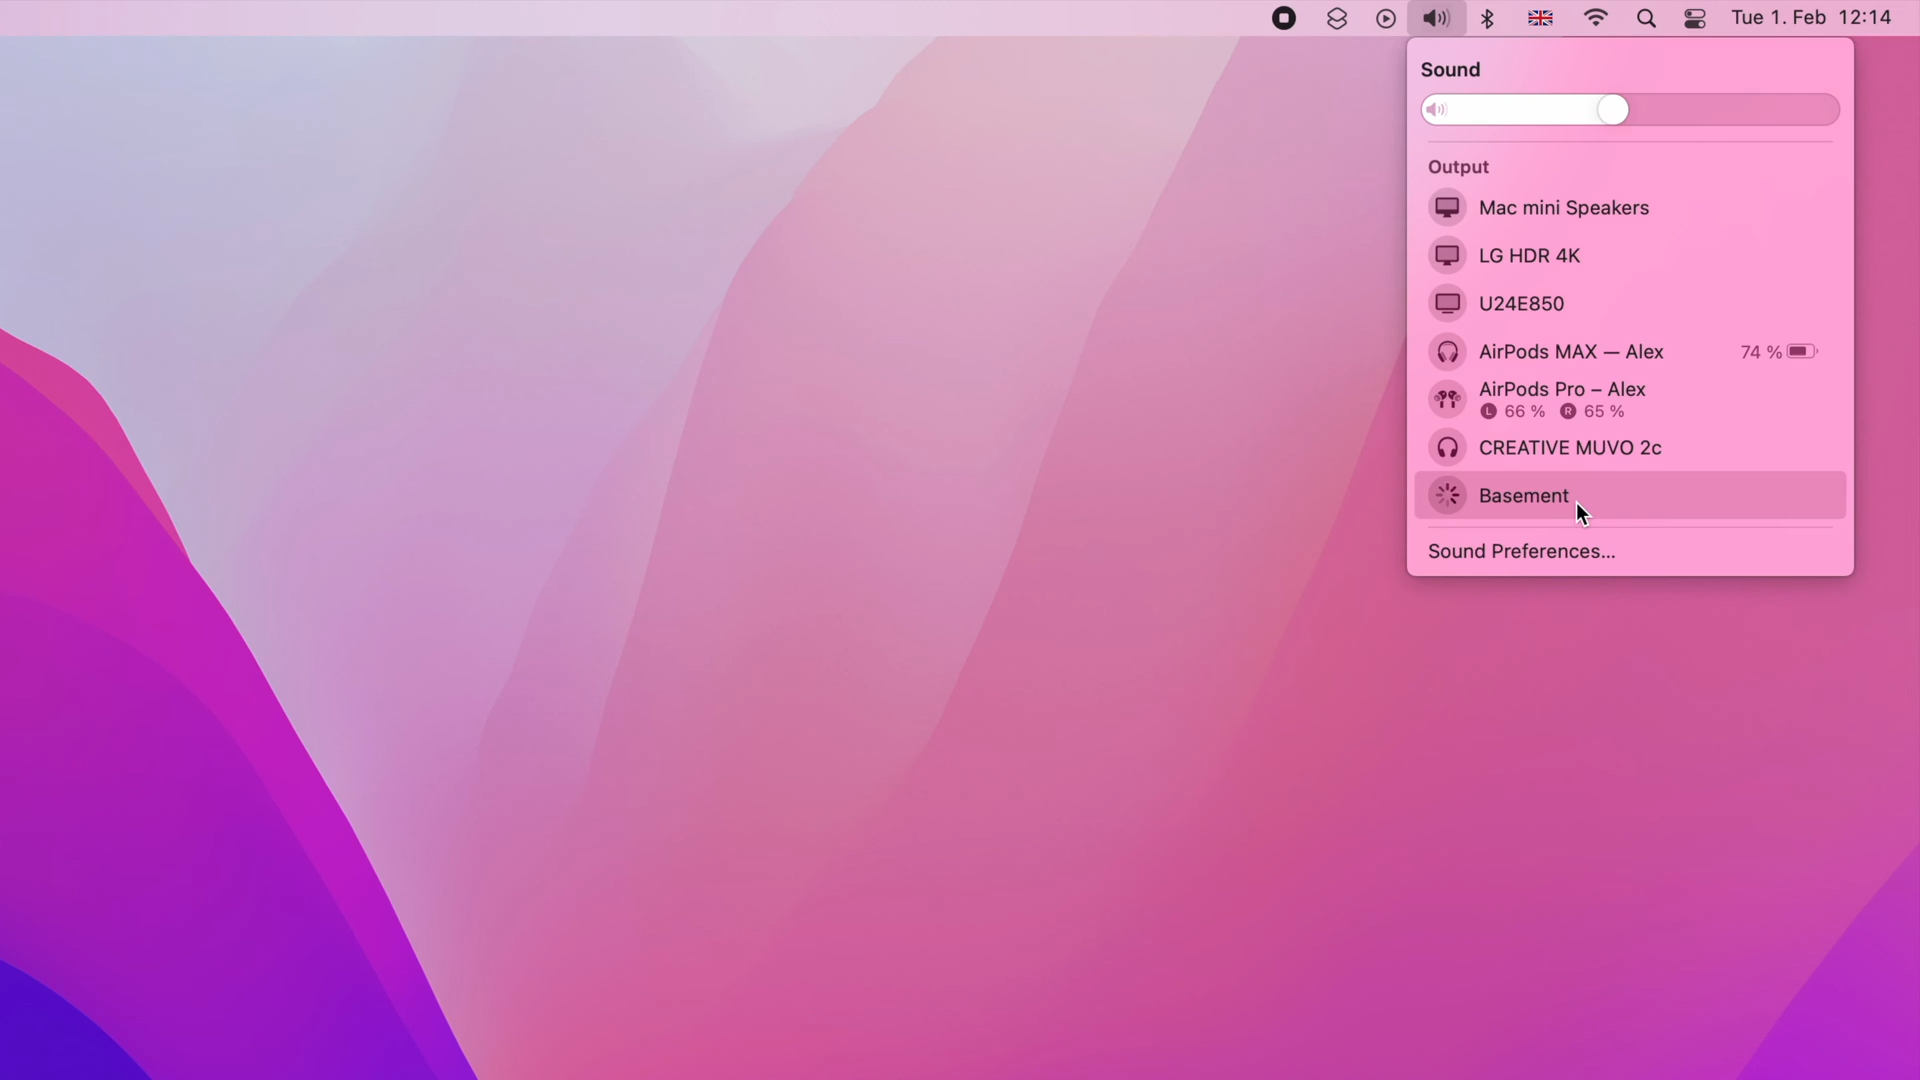 Tue 1. Feb 12:14
Sound
Output
Mac mini Speakers
LG HDR 4K
U24E850
AirPods MAX — Alex 74 %
AirPods Pro – Alex
L 66 % R 65 %
CREATIVE MUVO 2c
Basement
Sound Preferences...